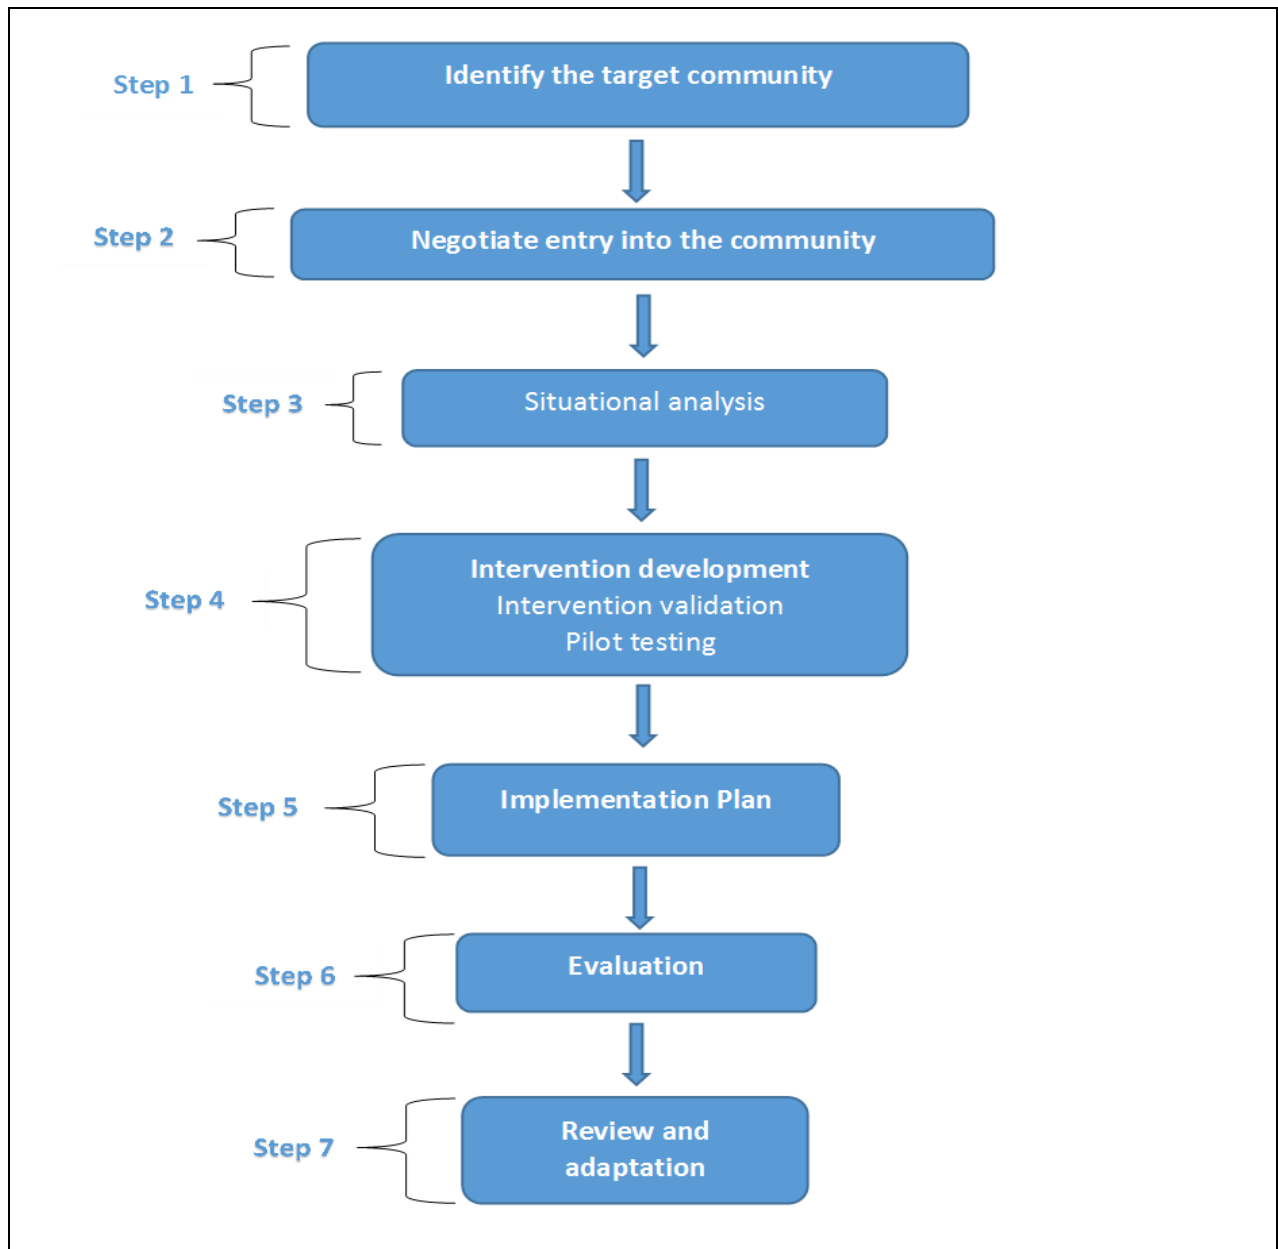 Step 1
Identify the target community
Step 2
Negotiate entry into the community
Step 3
Situational analysis
Step 4
Intervention development
Intervention validation
Pilot testing
Step 5
Implementation Plan
Step 6
Evaluation
Step 7
Review and
adaptation